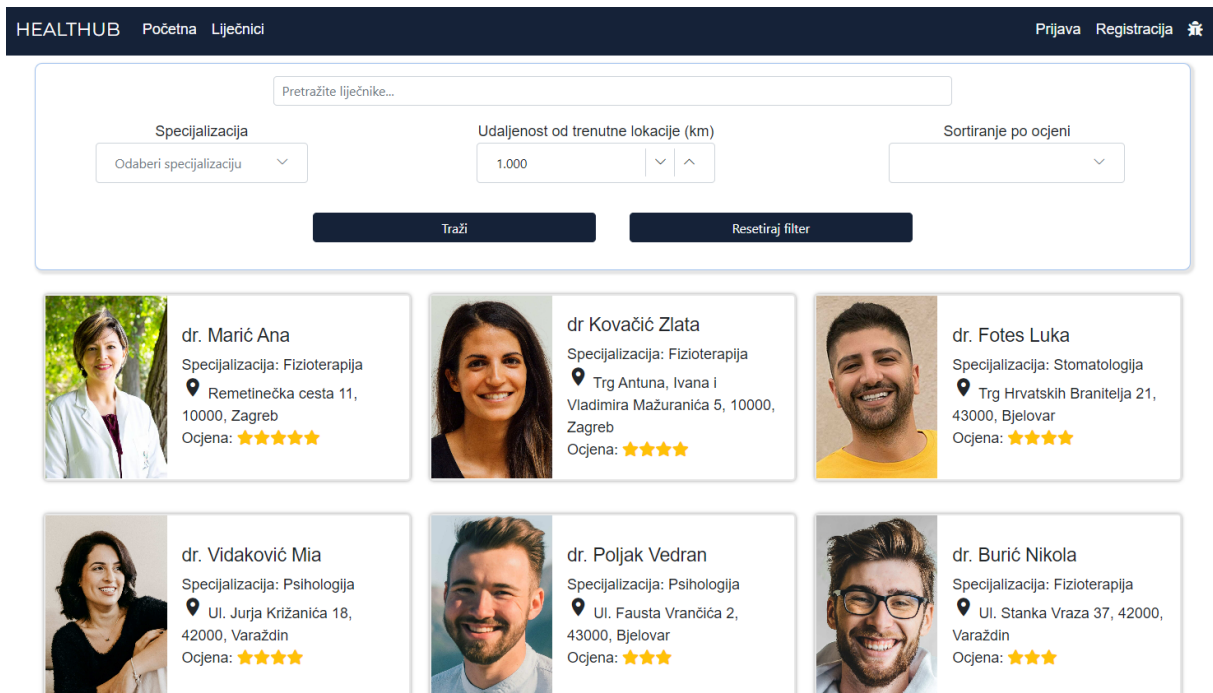 HEALTHUB Početna Liječnici Prijava Registracija
Pretražite liječnike...
Specijalizacija Udaljenost od trenutne lokacije (km) Sortiranje po ocjeni
Odaberi specijalizaciju 1.000
Traži Resetiraj filter
dr. Marić Ana
Specijalizacija: Fizioterapija
Remetinečka cesta 11,
10000, Zagreb
Ocjena:
dr Kovačić Zlata
Specijalizacija: Fizioterapija
Trg Antuna, Ivana i
Vladimira Mažuranića 5, 10000,
Zagreb
Ocjena:
dr. Fotes Luka
Specijalizacija: Stomatologija
Trg Hrvatskih Branitelja 21,
43000, Bjelovar
Ocjena:
dr. Vidaković Mia
Specijalizacija: Psihologija
Ul. Jurja Križanića 18,
42000, Varaždin
Ocjena:
dr. Poljak Vedran
Specijalizacija: Psihologija
Ul. Fausta Vrančića 2,
43000, Bjelovar
Ocjena:
dr. Burić Nikola
Specijalizacija: Fizioterapija
Ul. Stanka Vraza 37, 42000,
Varaždin
Ocjena: